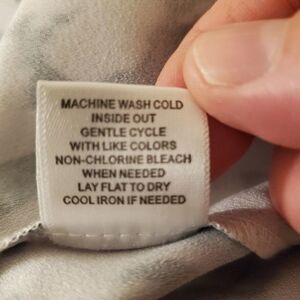 MACHINE WASH COLD
INSIDE OUT
GENTLE CYCLE
WITH LIKE COLORS
NON-CHLORINE BLEACH
WHEN NEEDED
LAY FLAT TO DRY
COOL IRON IF NEEDED